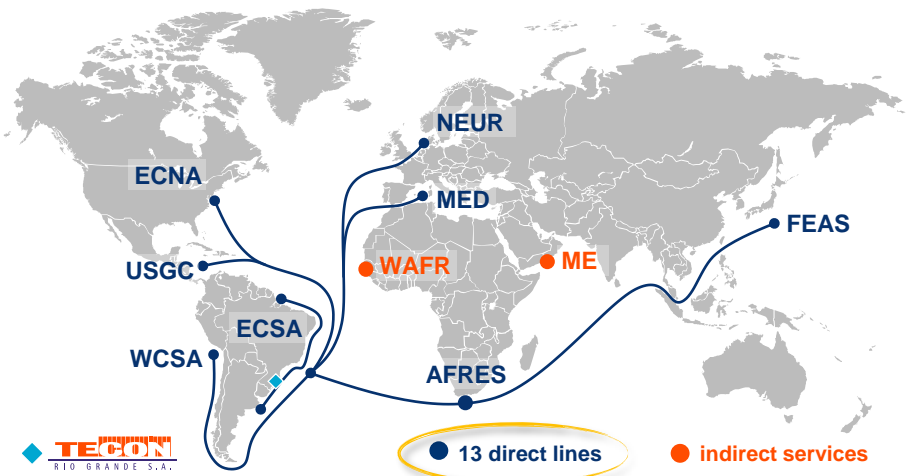 NEUR
ECNA
MED
FEAS
WAFR
ME
USGC
ECSA
WCSA
AFRES
TECON
RIO GRANDE S.A.
13 direct lines
indirect services